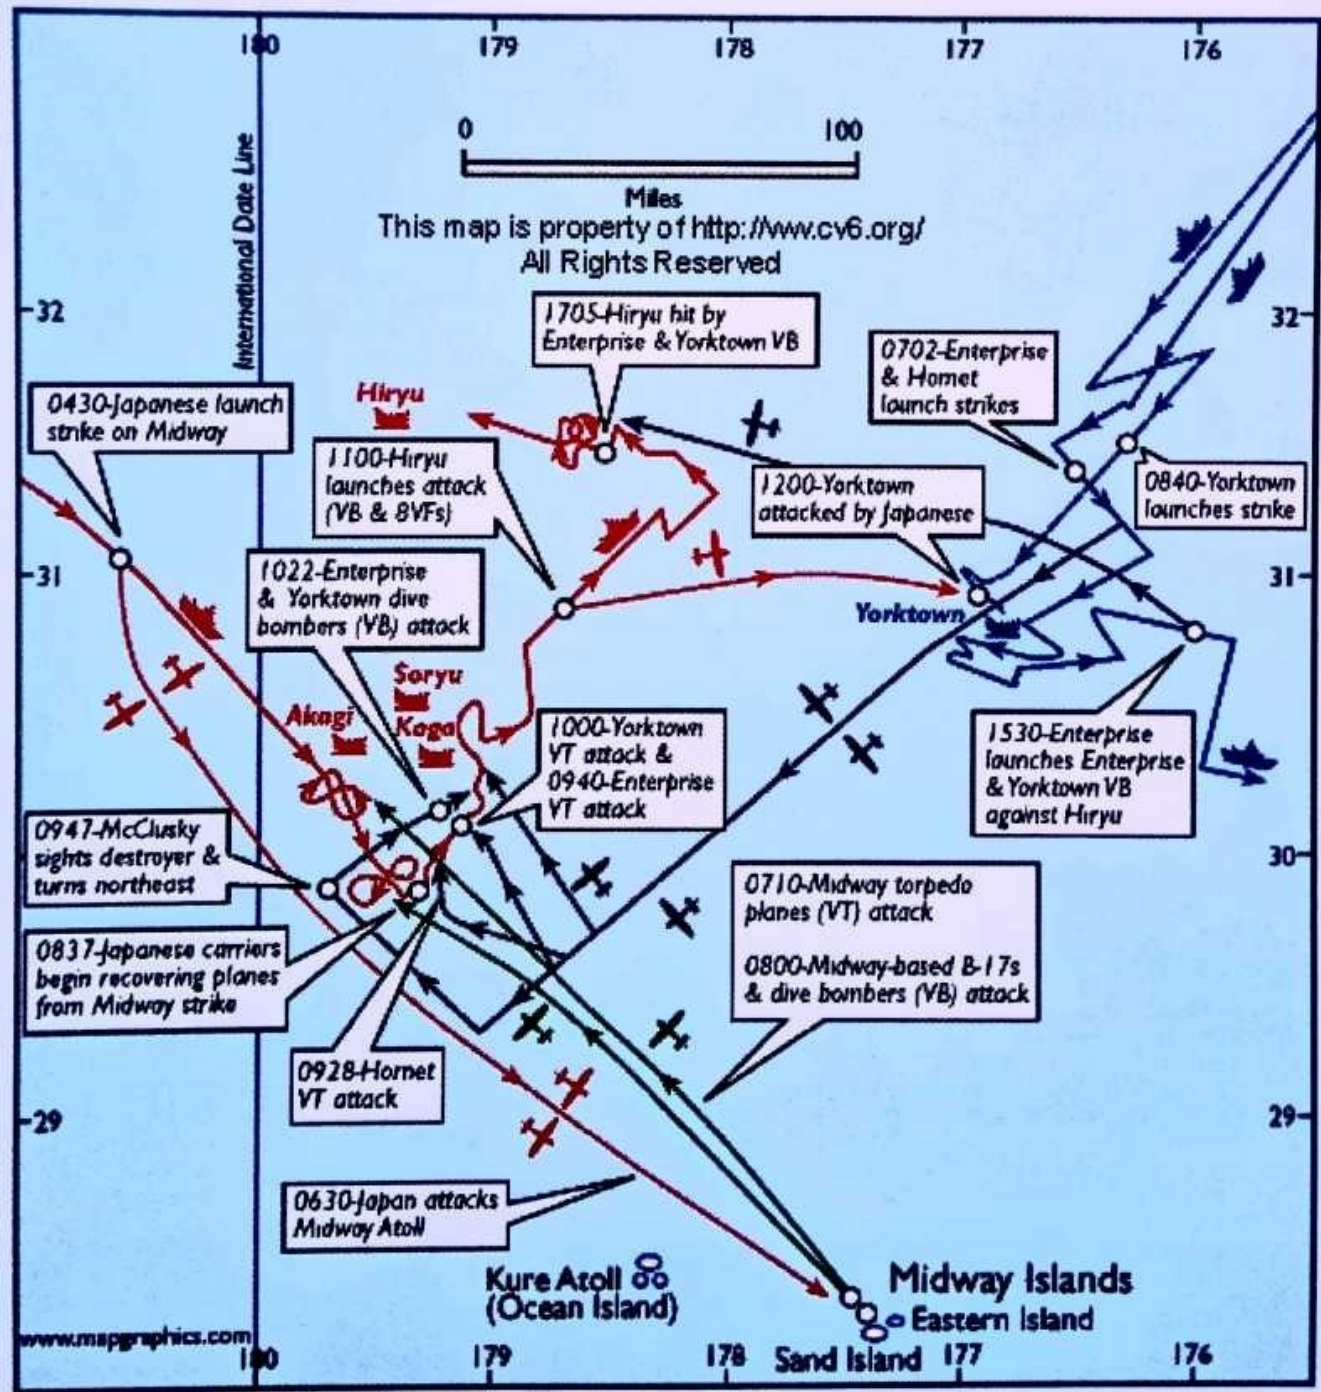 180 179 178 177 176
0 100
Miles
This map is property of http://www.cv6.org/
All Rights Reserved
International Date Line
32
32
31
31
30
29
29
1705-Hiryu hit by
Enterprise & Yorktown VB
0702-Enterprise
& Hornet
launch strikes
0430-Japanese launch
strike on Midway
Hiryu
1100-Hiryu
launches attack
(VB & 8VFs)
1200-Yorktown
attacked by Japanese
0840-Yorktown
launches strike
1022-Enterprise
& Yorktown dive
bombers (VB) attack
Yorktown
Soryu
Akagi
Kaga
1000-Yorktown
VT attack &
0940-Enterprise
VT attack
1530-Enterprise
launches Enterprise
& Yorktown VB
against Hiryu
0947-McClusky
sights destroyer &
turns northeast
0710-Midway torpedo
planes (VT) attack
0800-Midway-based B-17s
& dive bombers (VB) attack
0837-Japanese carriers
begin recovering planes
from Midway strike
0928-Hornet
VT attack
0630-Japan attacks
Midway Atoll
Kure Atoll
(Ocean Island)
Midway Islands
Eastern Island
Sand Island
www.mapgraphics.com
180 179 178 177 176